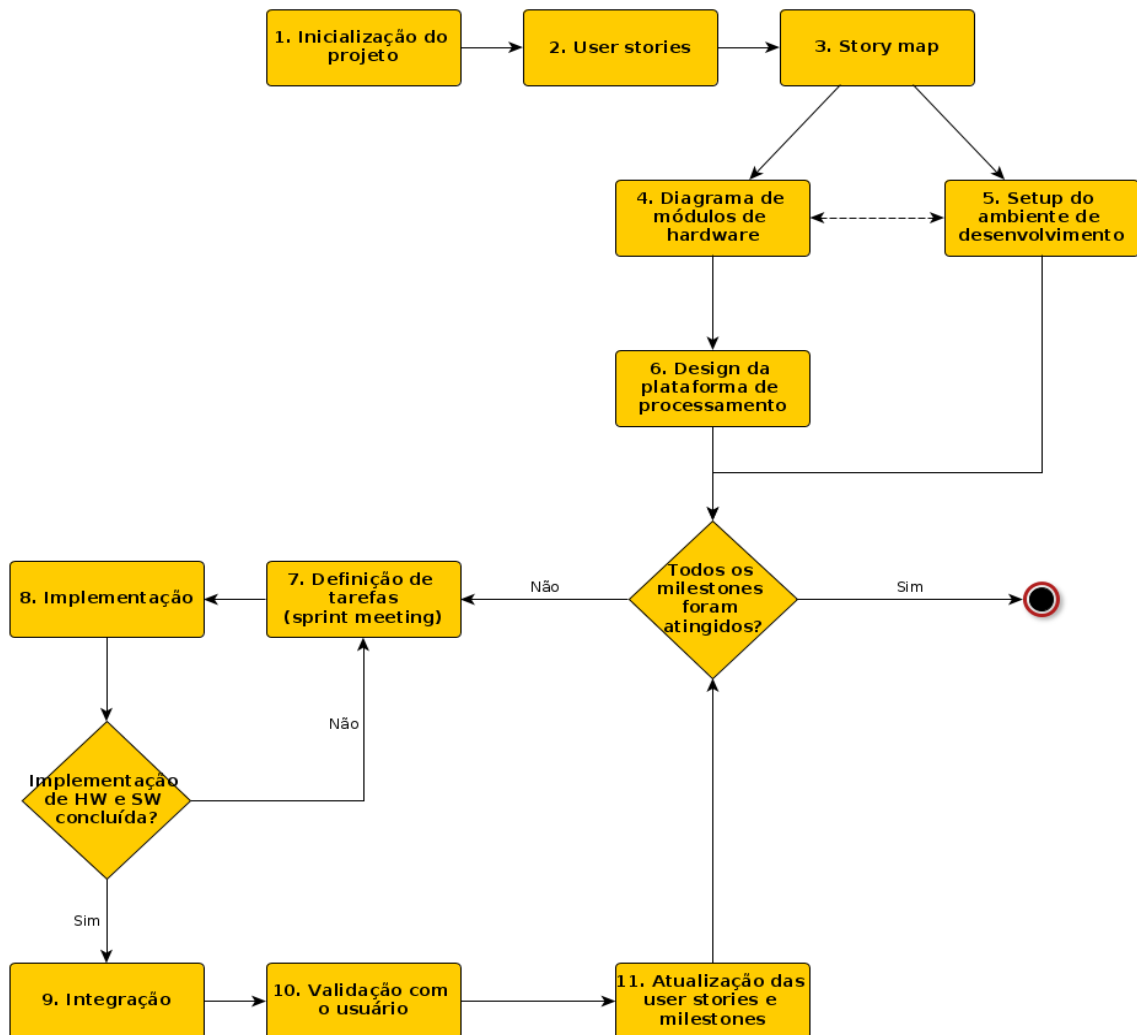 1. Inicialização do
projeto
2. User stories
3. Story map
4. Diagrama de
módulos de
hardware
5. Setup do
ambiente de
desenvolvimento
6. Design da
plataforma de
processamento
Todos os
milestones
foram
atingidos?
Não
Sim
7. Definição de
tarefas
(sprint meeting)
8. Implementação
Implementação
de HW e SW
concluída?
Não
Sim
9. Integração
10. Validação com
o usuário
11. Atualização das
user stories e
milestones